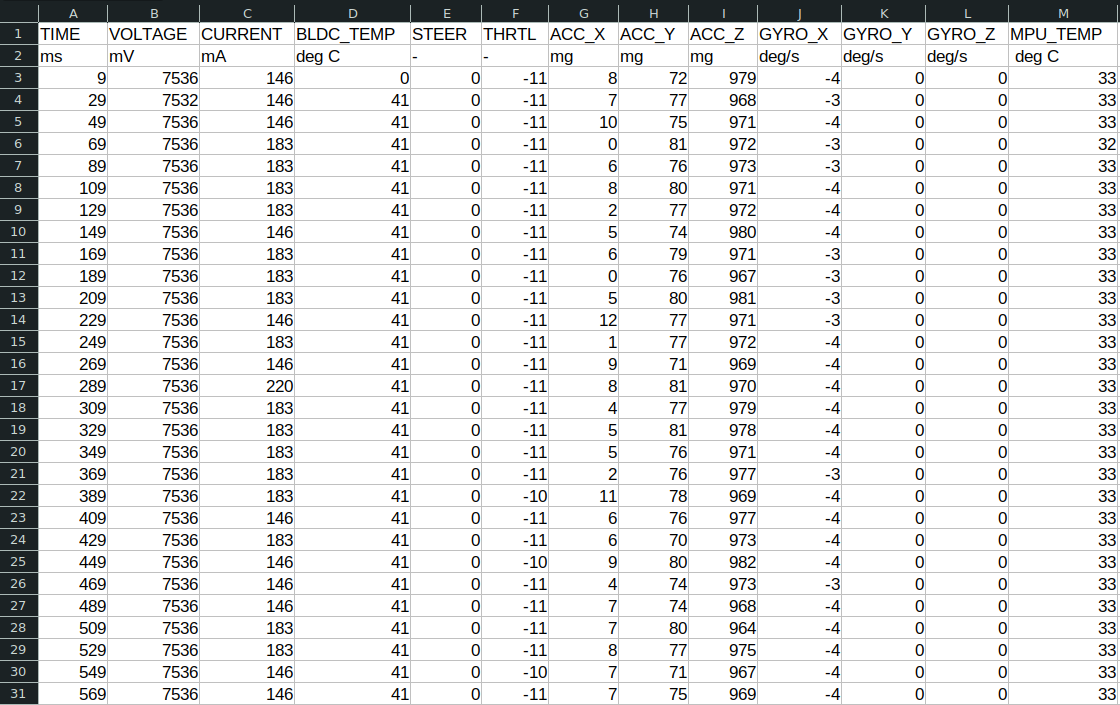 A B C D E F G H I J K L M
1 TIME VOLTAGE CURRENT BLDC_TEMP STEER THRTL ACC_X ACC_Y ACC_Z GYRO_X GYRO_Y GYRO_Z MPU_TEMP
2 ms mV mA deg C - - mg mg mg deg/s deg/s deg/s deg C
3 9 7536 146 0 0 -11 8 72 979 -4 0 0 33
4 29 7532 146 41 0 -11 7 77 968 -3 0 0 33
5 49 7536 146 41 0 -11 10 75 971 -4 0 0 33
6 69 7536 183 41 0 -11 0 81 972 -3 0 0 32
7 89 7536 183 41 0 -11 6 76 973 -3 0 0 33
8 109 7536 183 41 0 -11 8 80 971 -4 0 0 33
9 129 7536 183 41 0 -11 2 77 972 -4 0 0 33
10 149 7536 146 41 0 -11 5 74 980 -4 0 0 33
11 169 7536 183 41 0 -11 6 79 971 -3 0 0 33
12 189 7536 183 41 0 -11 0 76 967 -3 0 0 33
13 209 7536 183 41 0 -11 5 80 981 -3 0 0 33
14 229 7536 146 41 0 -11 12 77 971 -3 0 0 33
15 249 7536 183 41 0 -11 1 77 972 -4 0 0 33
16 269 7536 146 41 0 -11 9 71 969 -4 0 0 33
17 289 7536 220 41 0 -11 8 81 970 -4 0 0 33
18 309 7536 183 41 0 -11 4 77 979 -4 0 0 33
19 329 7536 183 41 0 -11 5 81 978 -4 0 0 33
20 349 7536 183 41 0 -11 5 76 971 -4 0 0 33
21 369 7536 183 41 0 -11 2 76 977 -3 0 0 33
22 389 7536 183 41 0 -10 11 78 969 -4 0 0 33
23 409 7536 146 41 0 -11 6 76 977 -4 0 0 33
24 429 7536 183 41 0 -11 6 70 973 -4 0 0 33
25 449 7536 146 41 0 -10 9 80 982 -4 0 0 33
26 469 7536 146 41 0 -11 4 74 973 -3 0 0 33
27 489 7536 146 41 0 -11 7 74 968 -4 0 0 33
28 509 7536 183 41 0 -11 7 80 964 -4 0 0 33
29 529 7536 183 41 0 -11 8 77 975 -4 0 0 33
30 549 7536 146 41 0 -10 7 71 967 -4 0 0 33
31 569 7536 146 41 0 -11 7 75 969 -4 0 0 33